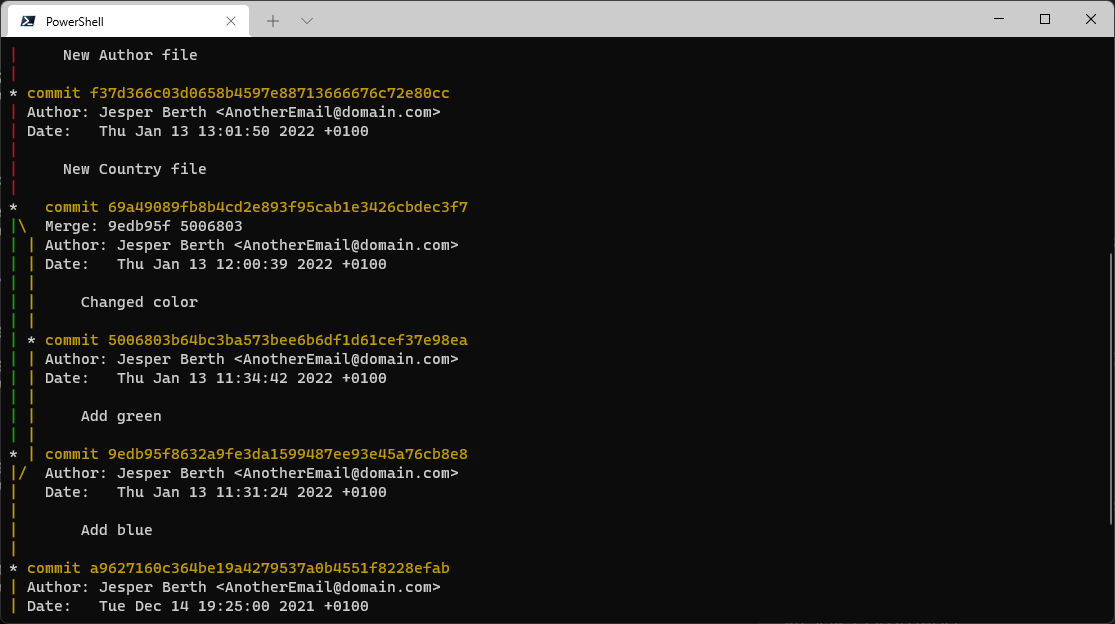 PowerShell
|     New Author file
|
* commit f37d366c03d0658b4597e88713666676c72e80cc
| Author: Jesper Berth <AnotherEmail@domain.com>
| Date:   Thu Jan 13 13:01:50 2022 +0100
|
|     New Country file
|
*   commit 69a49089fb8b4cd2e893f95cab1e3426cbdec3f7
|\  Merge: 9edb95f 5006803
| | Author: Jesper Berth <AnotherEmail@domain.com>
| | Date:   Thu Jan 13 12:00:39 2022 +0100
| |
| |     Changed color
| |
| * commit 5006803b64bc3ba573bee6b6df1d61cef37e98ea
| | Author: Jesper Berth <AnotherEmail@domain.com>
| | Date:   Thu Jan 13 11:34:42 2022 +0100
| |
| |     Add green
| |
* | commit 9edb95f8632a9fe3da1599487ee93e45a76cb8e8
|/  Author: Jesper Berth <AnotherEmail@domain.com>
|   Date:   Thu Jan 13 11:31:24 2022 +0100
|
|       Add blue
|
* commit a9627160c364be19a4279537a0b4551f8228efab
| Author: Jesper Berth <AnotherEmail@domain.com>
| Date:   Tue Dec 14 19:25:00 2021 +0100